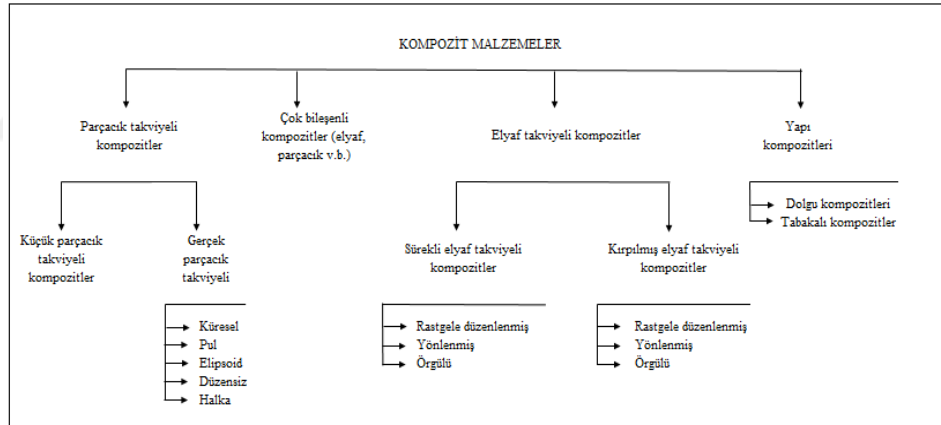 KOMPOZİT MALZEMELER
Parçacık takviyeli
kompozitler
Çok bileşenli
kompozitler (elyaf,
parçacık v.b.)
Elyaf takviyeli kompozitler
Yapı
kompozitleri
Küçük parçacık
takviyeli
kompozitler
Gerçek
parçacık
takviyeli
Küresel
Pul
Elipsoid
Düzensiz
Halka
Sürekli elyaf takviyeli
kompozitler
Rastgele düzenlenmiş
Yönlenmiş
Örgülü
Kırpılmış elyaf takviyeli
kompozitler
Rastgele düzenlenmiş
Yönlenmiş
Örgülü
Dolgu kompozitleri
Tabakalı kompozitler